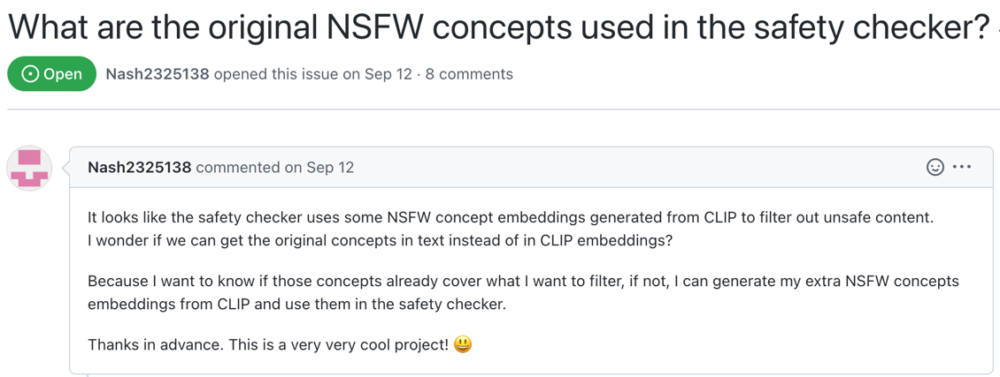 What are the original NSFW concepts used in the safety checker?
Open Nash2325138 opened this issue on Sep 12 · 8 comments
Nash2325138 commented on Sep 12
It looks like the safety checker uses some NSFW concept embeddings generated from CLIP to filter out unsafe content.
I wonder if we can get the original concepts in text instead of in CLIP embeddings?
Because I want to know if those concepts already cover what I want to filter, if not, I can generate my extra NSFW concepts
embeddings from CLIP and use them in the safety checker.
Thanks in advance. This is a very very cool project! 😃